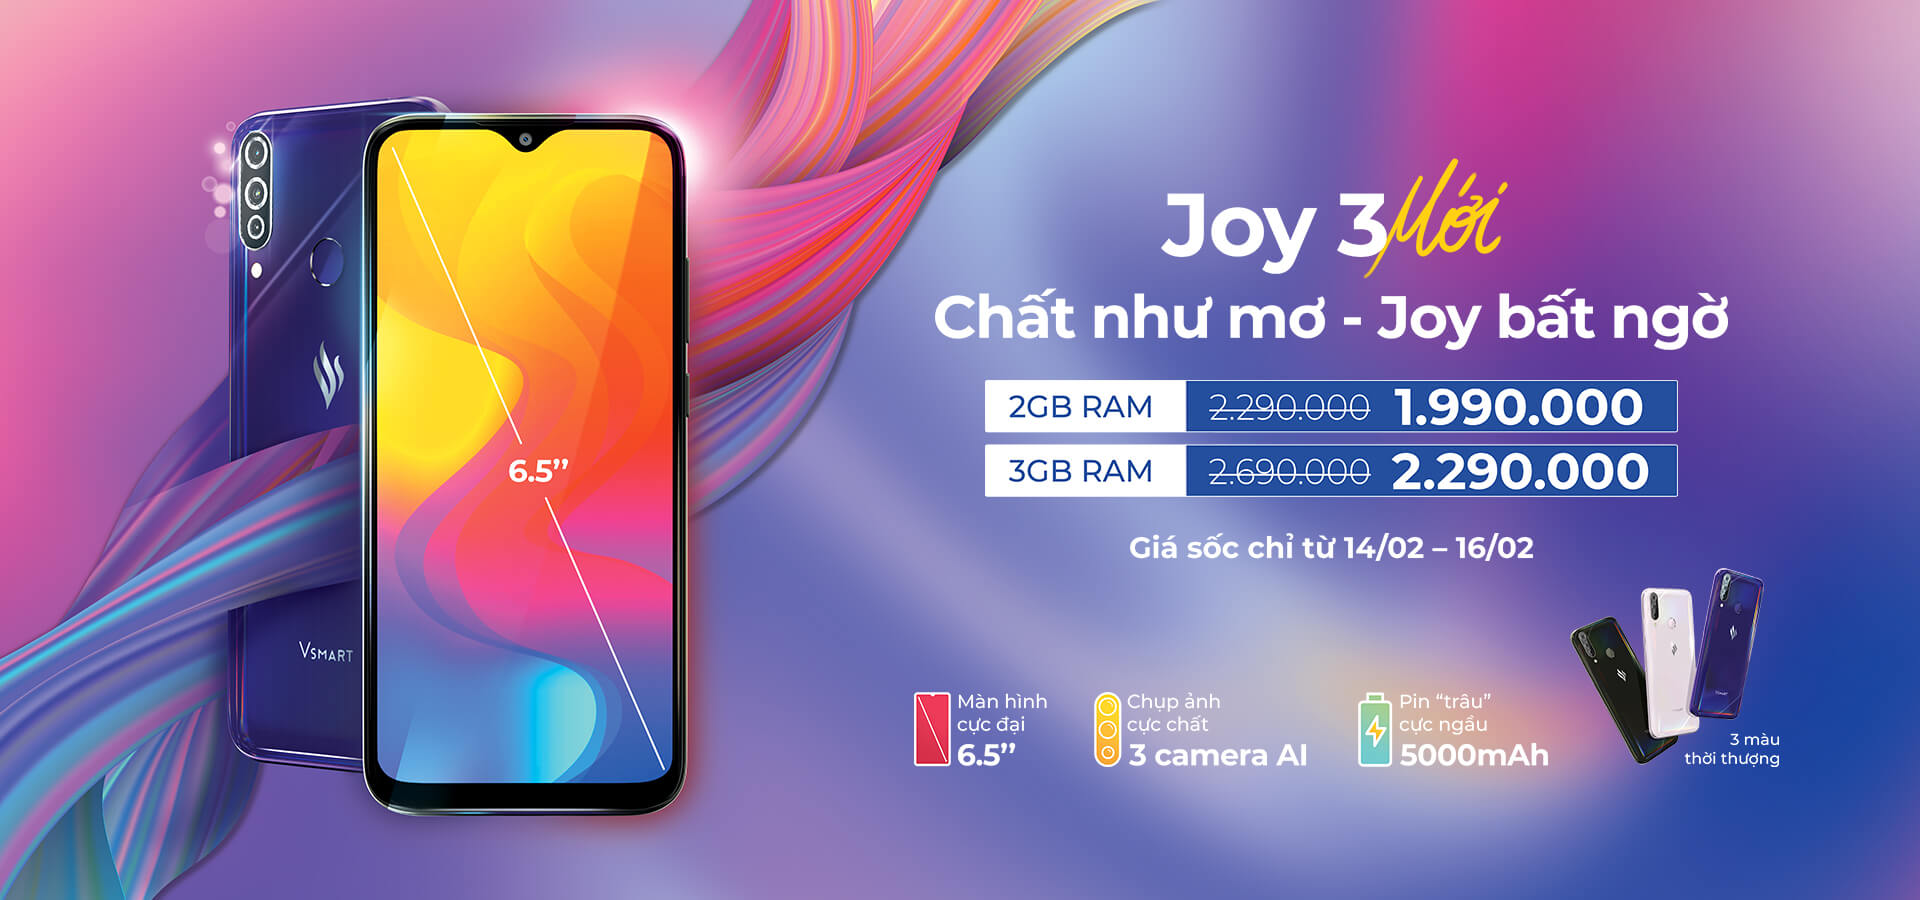 VSMART
6.5’’
Joy 3 Mới
Chất như mơ - Joy bất ngờ
2GB RAM 2.290.000 1.990.000
3GB RAM 2.690.000 2.290.000
Giá sốc chỉ từ 14/02 – 16/02
Màn hình
cực đại
6.5’’
Chụp ảnh
cực chất
3 camera AI
Pin “trâu”
cực ngầu
5000mAh
VSMART
3 màu
thời thượng